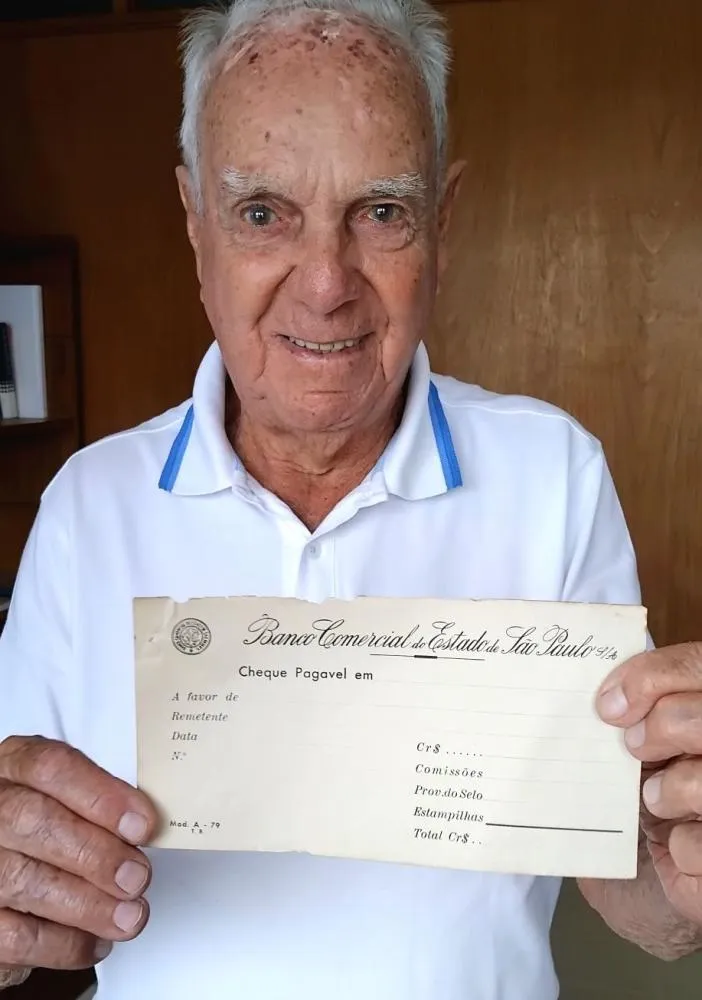 Banco Comercial do Estado de São Paulo S/A
Cheque Pagavel em
A favor de
Remetente
Data
N.º
Cr$ ......
Comissões
Prov.do Selo
Estampilhas
Total Cr$ ..
Mod. A - 79